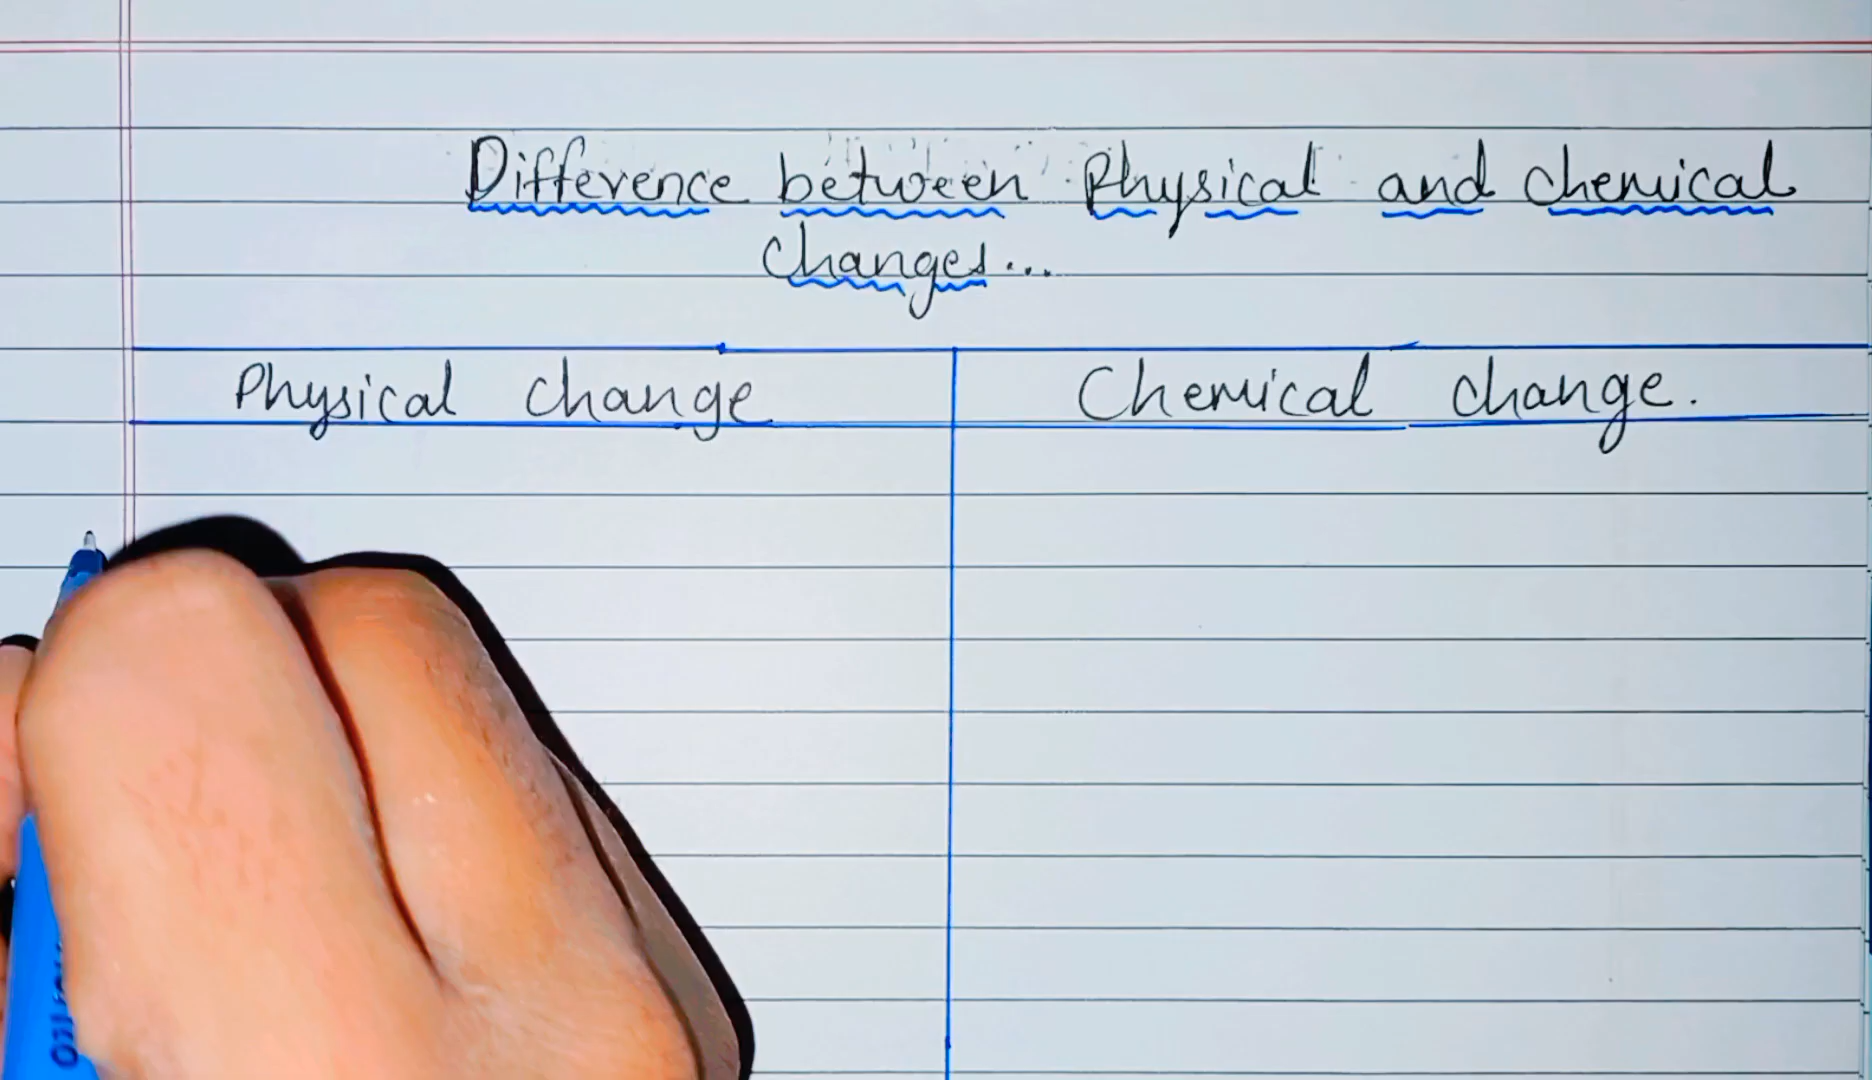 Difference between Physical and chemical
changes...
Physical change
Chemical change.